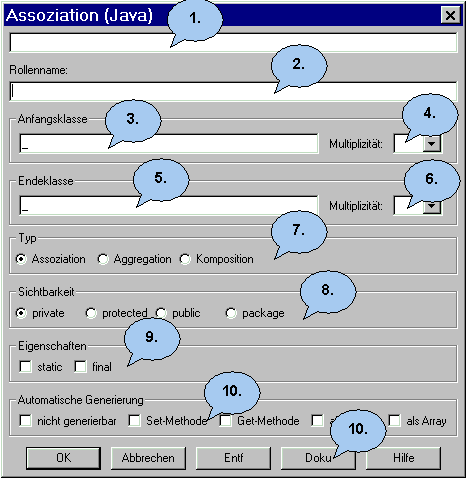 Assoziation (Java)
1.
Rollenname:
2.
Anfangsklasse
3.
4.
_
Multiplizität:
Endeklasse
5.
6.
_
Multiplizität:
Typ
7.
Assoziation Aggregation Komposition
Sichtbarkeit
8.
private protected public package
Eigenschaften
9.
static final
Automatische Generierung
10.
nicht generierbar Set-Methode Get-Methode als Array
10.
OK Abbrechen Entf Doku Hilfe